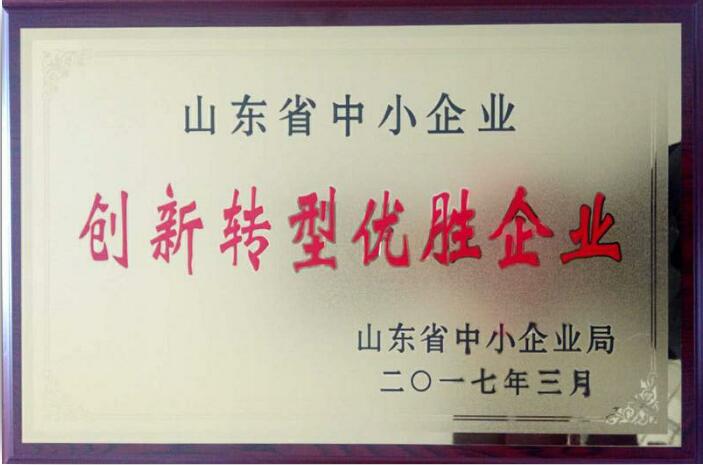 山东省中小企业
创新转型优胜企业
山东省中小企业局
二〇一七年三月